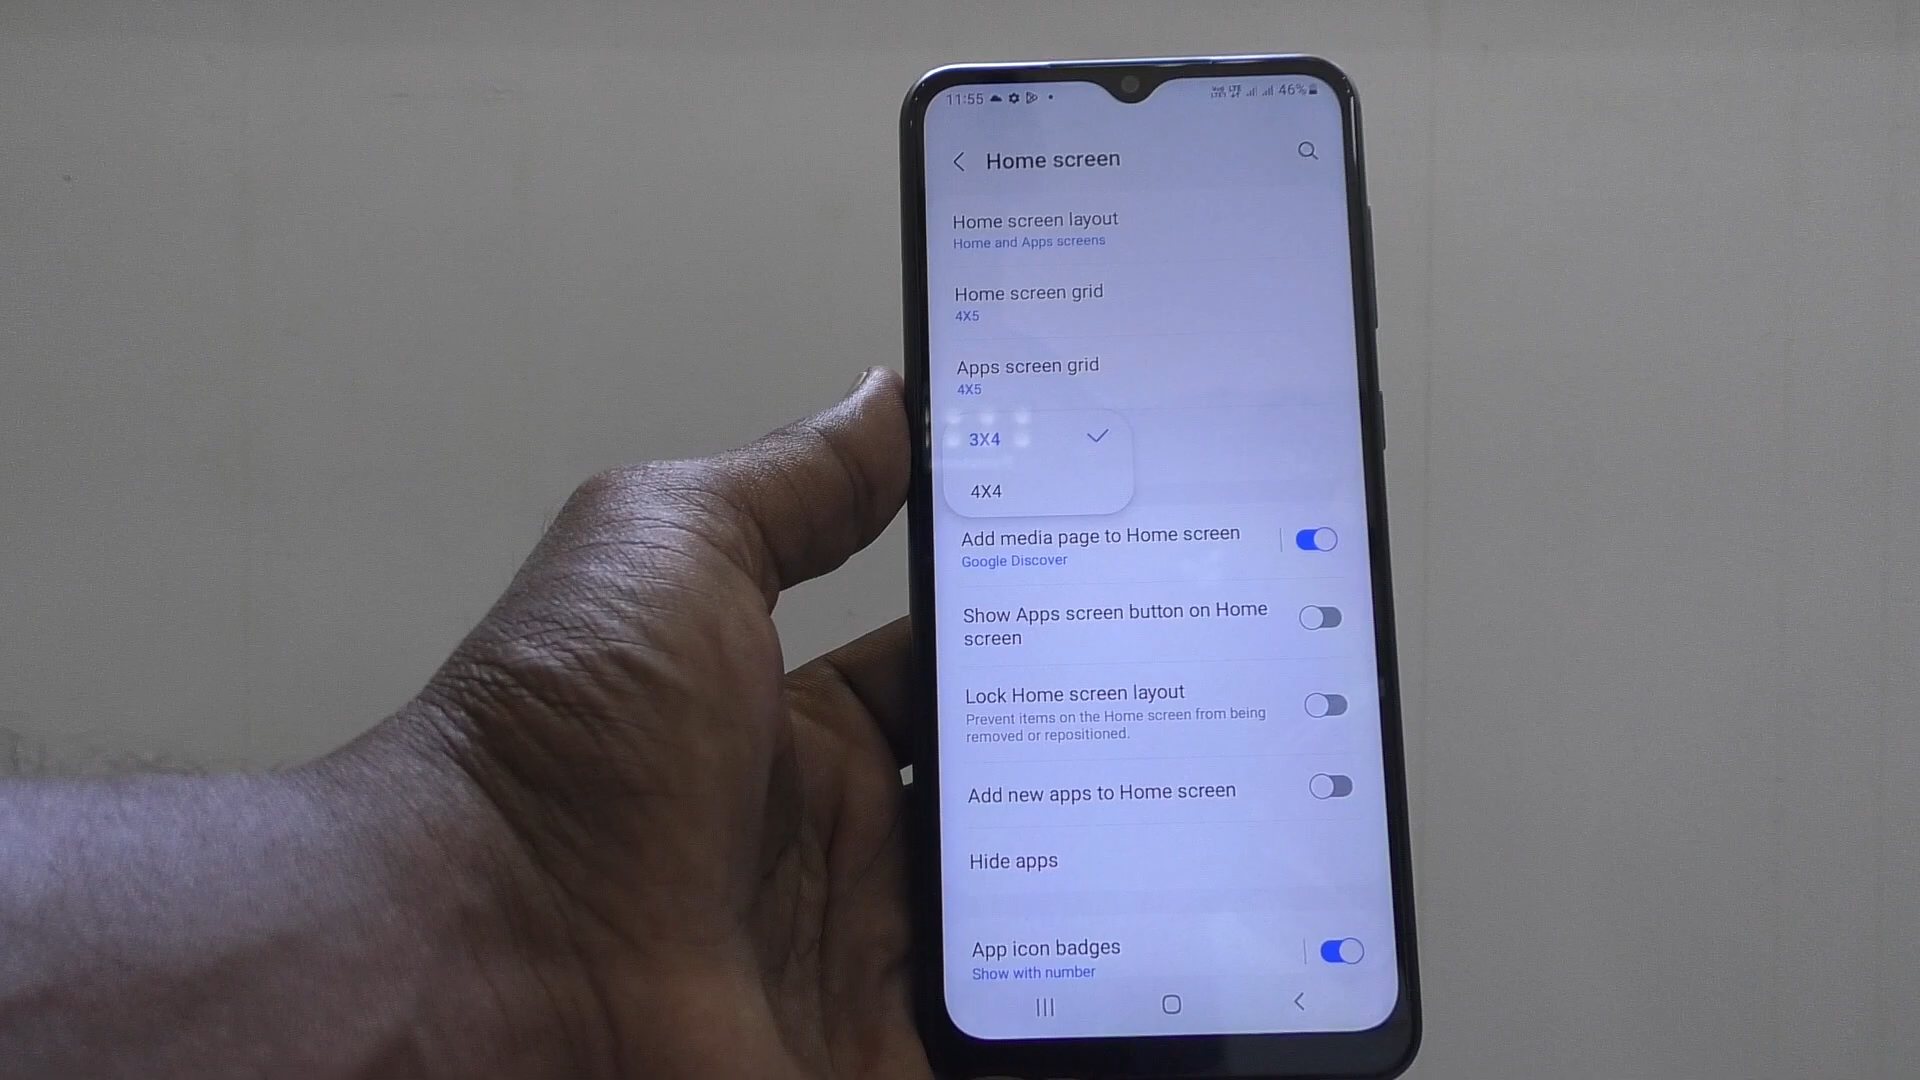 11:55
46%
Home screen
Home screen layout
Home and Apps screens
Home screen grid
4X5
Apps screen grid
4X5
3X4
4X4
Add media page to Home screen
Google Discover
Show Apps screen button on Home
screen
Lock Home screen layout
Prevent items on the Home screen from being
removed or repositioned.
Add new apps to Home screen
Hide apps
App icon badges
Show with number